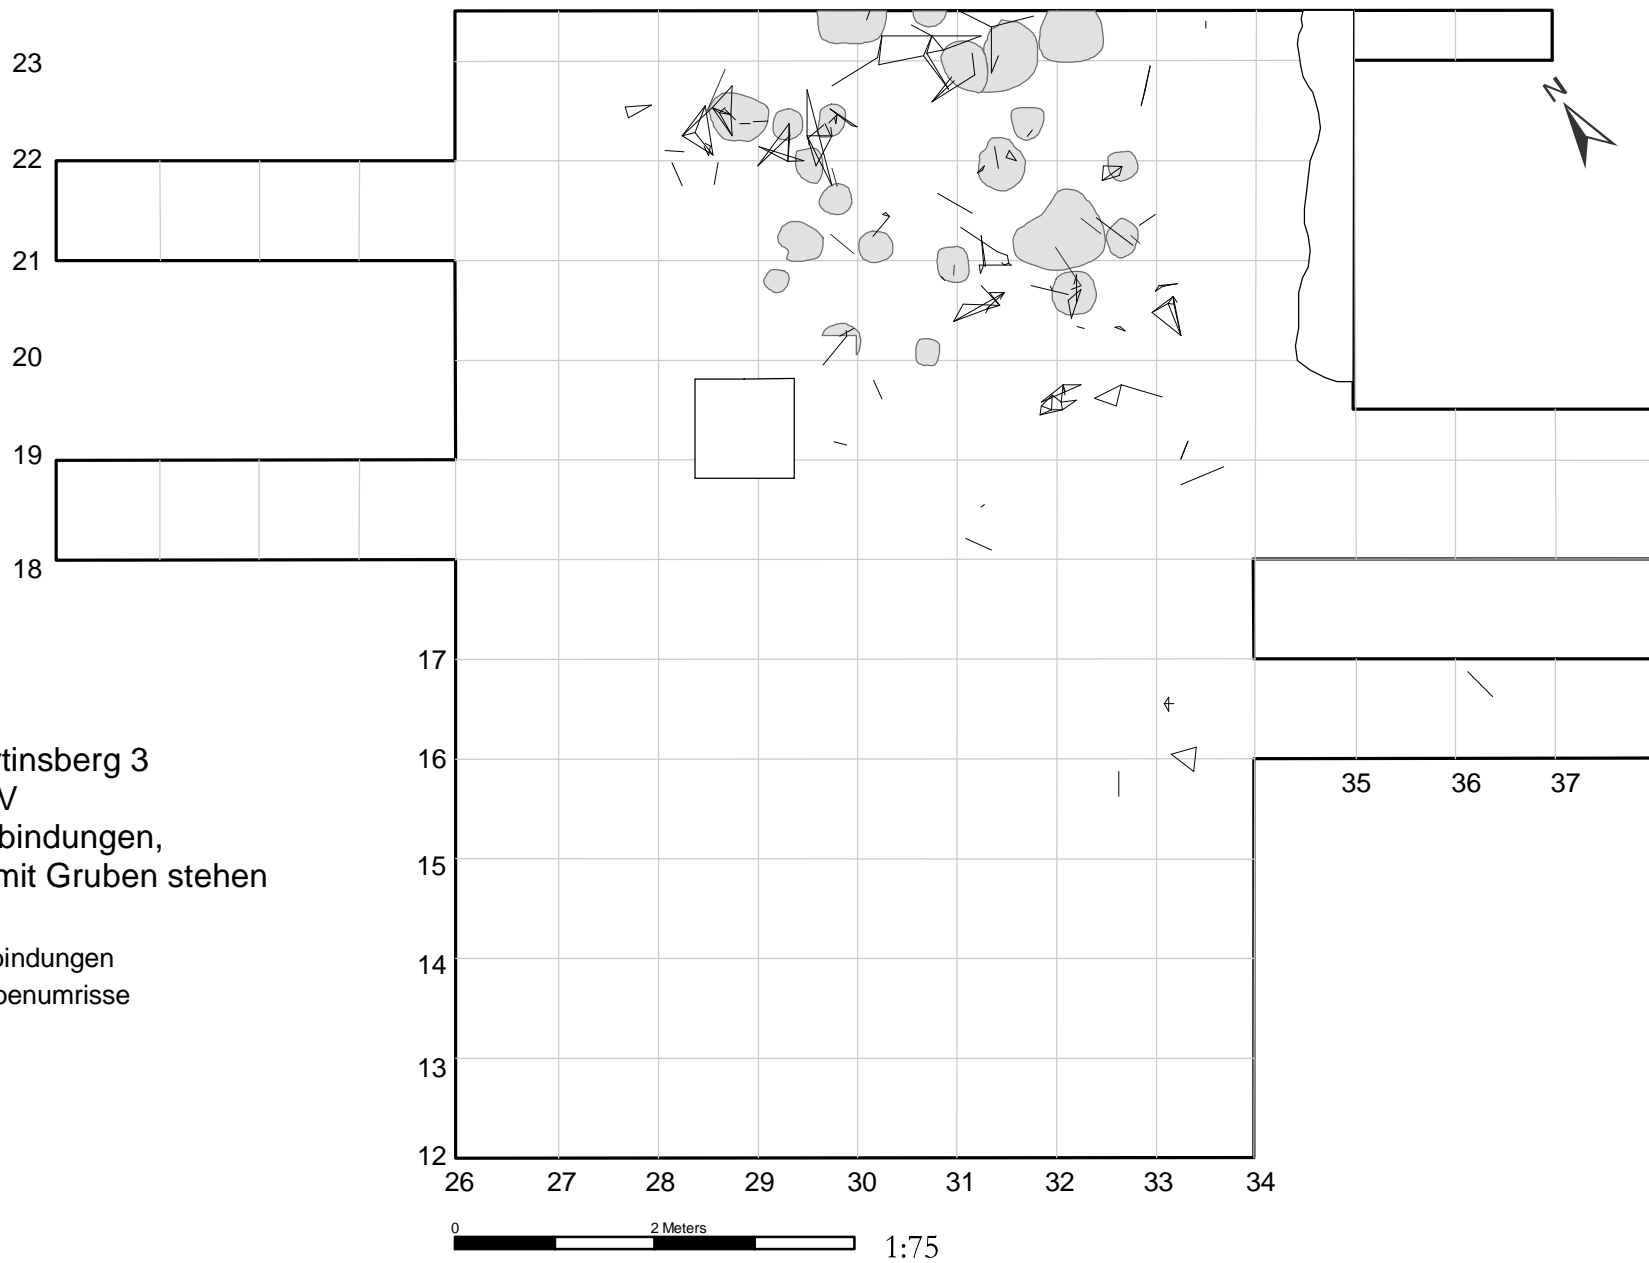 23
22
21
20
19
18
17
16
15
14
13
12
N
26 27 28 29 30 31 32 33 34
35 36 37
rtinsberg 3
V
bindungen,
mit Gruben stehen
bindungen
benumrisse
0 2 Meters
1:75